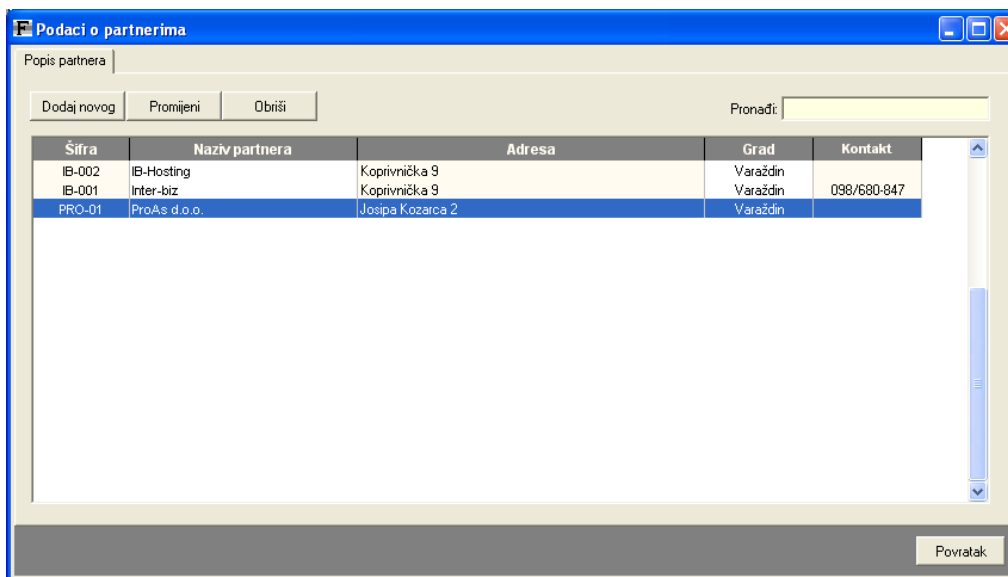 F Podaci o partnerima
Popis partnera
Dodaj novog Promijeni Obriši Pronađi:
Šifra Naziv partnera Adresa Grad Kontakt
IB-002 IB-Hosting Koprivnička 9 Varaždin
IB-001 Inter-biz Koprivnička 9 Varaždin 098/680-847
PRO-01 ProAs d.o.o. Josipa Kozarca 2 Varaždin
Povratak